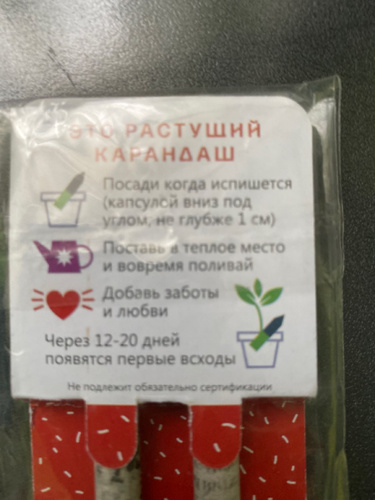 ЭТО РАСТУЩИЙ
КАРАНДАШ
Посади когда испишется
(капсулой вниз под
углом, не глубже 1 см)
Поставь в теплое место
и вовремя поливай
Добавь заботы
и любви
Через 12-20 дней
появятся первые всходы
Не подлежит обязательно сертификации